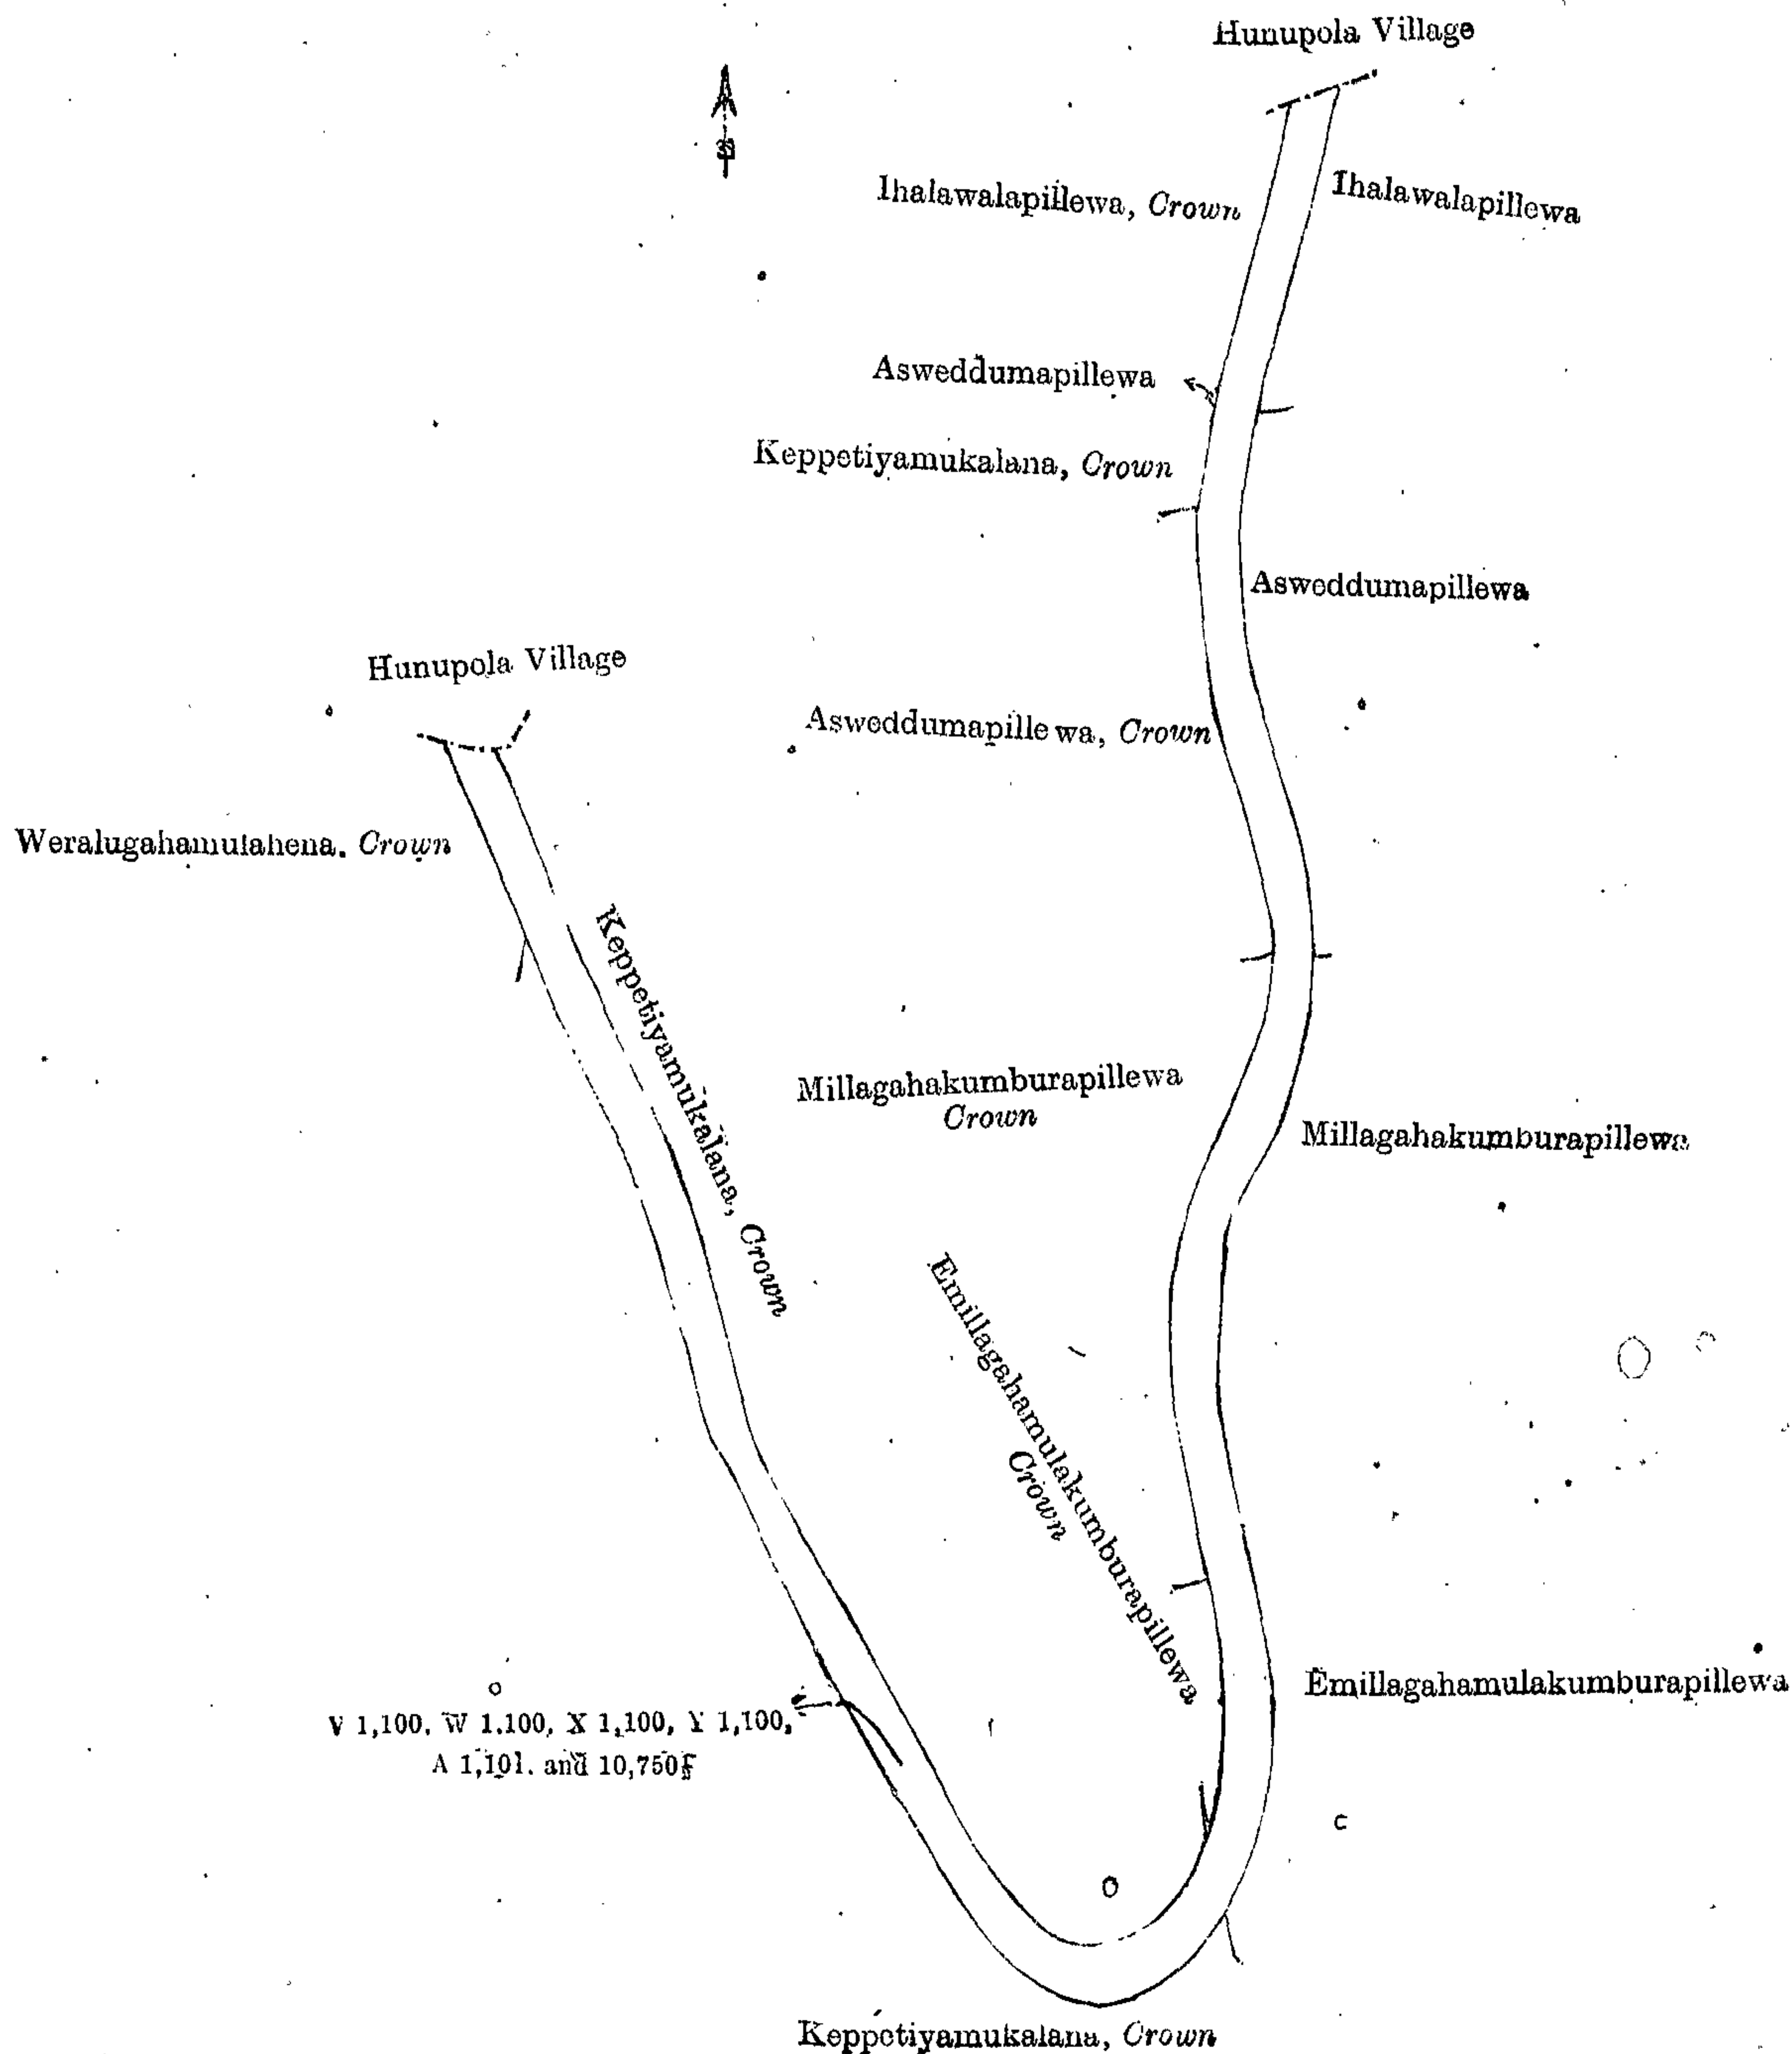 Hunupola Village
Ihalawalapillewa, Crown
Ihalawalapillewa
Asweddumapillewa
Keppetiyamukalana, Crown
Asweddumapillewa
Hunupola Village
Asweddumapillewa, Crown
Weralugahamulahena. Crown
Keppetiyamukalana, Crown
Millagahakumburapillewa
Crown
Millagahakumburapillewa
Emillagahamulakumburapillewa
Crown
Emillagahamulakumburapillewa
V 1,100, W 1,100, X 1,100, Y 1,100,
A 1,101. and 10,750
Keppetiyamukalana, Crown